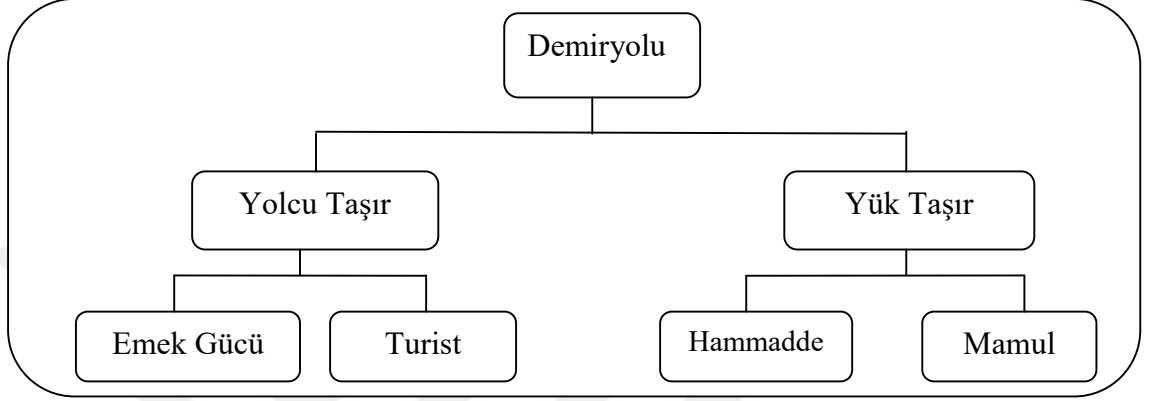 Demiryolu
Yolcu Taşır
Yük Taşır
Emek Gücü
Turist
Hammadde
Mamul